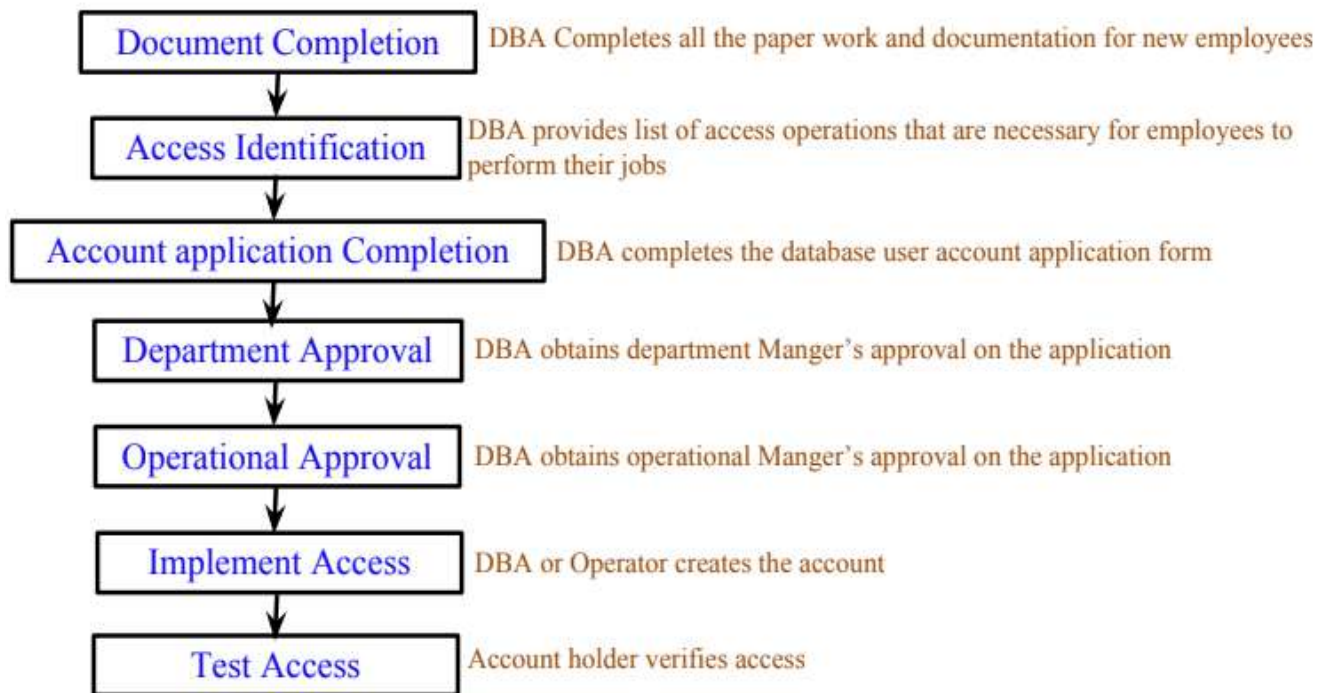 Document Completion
DBA Completes all the paper work and documentation for new employees
Access Identification
DBA provides list of access operations that are necessary for employees to
perform their jobs
Account application Completion
DBA completes the database user account application form
Department Approval
DBA obtains department Manger’s approval on the application
Operational Approval
DBA obtains operational Manger’s approval on the application
Implement Access
DBA or Operator creates the account
Test Access
Account holder verifies access